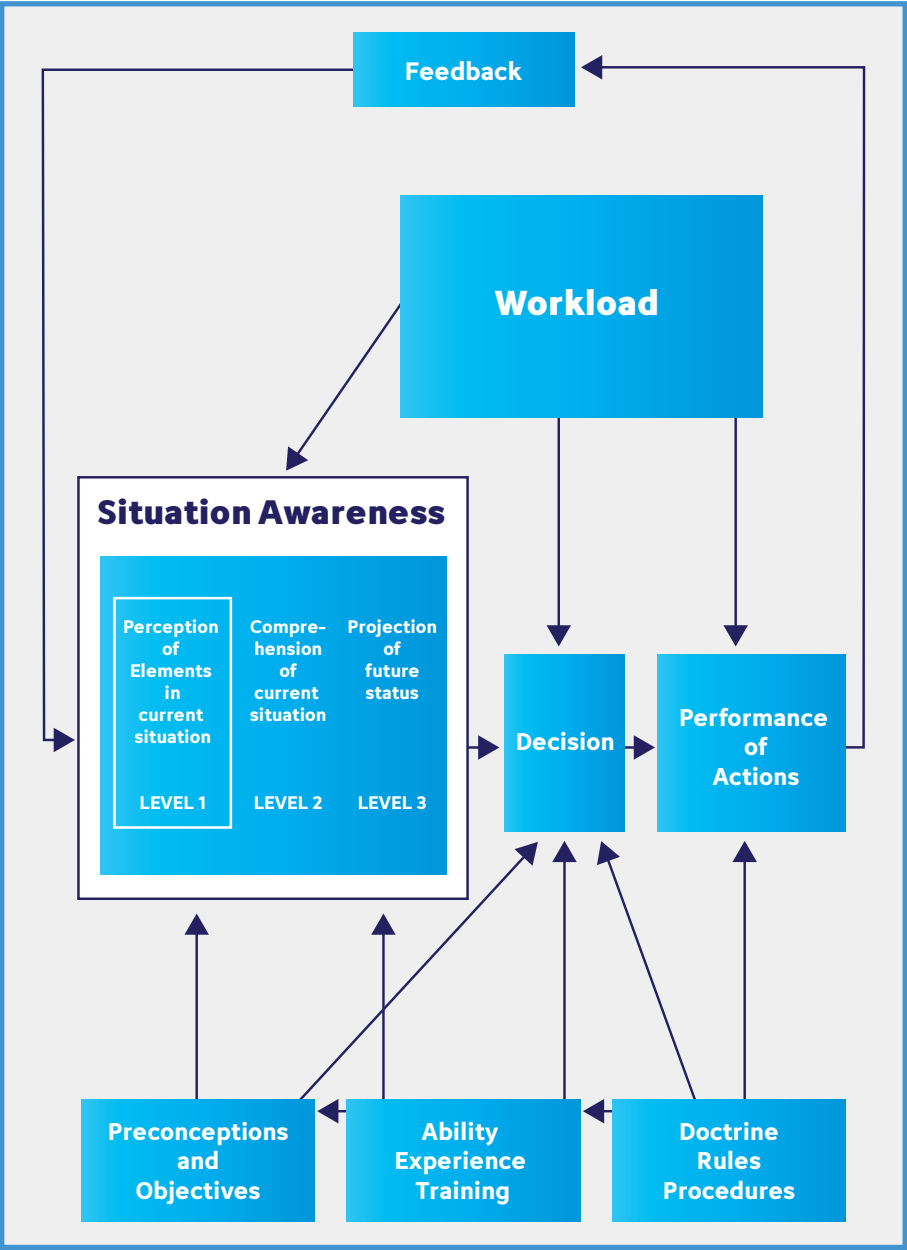 Feedback
Workload
Situation Awareness
Perception
of
Elements
in
current
situation
LEVEL 1
Compre-
hension
of
current
situation
LEVEL 2
Projection
of
future
status
LEVEL 3
Decision
Performance
of
Actions
Preconceptions
and
Objectives
Ability
Experience
Training
Doctrine
Rules
Procedures